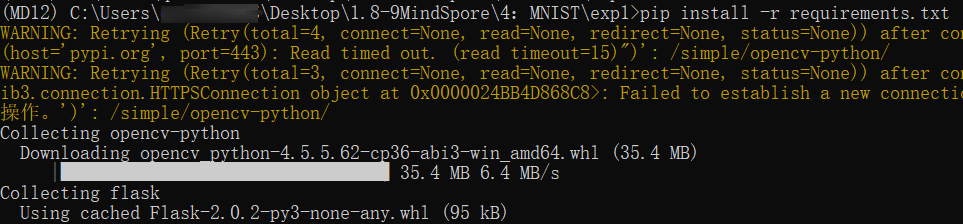 (MD12) C:\Users\ \Desktop\1.8-9MindSpore\4：MNIST\exp1>pip install -r requirements.txt
WARNING: Retrying (Retry(total=4, connect=None, read=None, redirect=None, status=None)) after con
(host='pypi.org', port=443): Read timed out. (read timeout=15)")': /simple/opencv-python/
WARNING: Retrying (Retry(total=3, connect=None, read=None, redirect=None, status=None)) after con
ib3.connection.HTTPSConnection object at 0x0000024BB4D868C8>: Failed to establish a new connectio
操作。')': /simple/opencv-python/
Collecting opencv-python
Downloading opencv_python-4.5.5.62-cp36-abi3-win_amd64.whl (35.4 MB)
35.4 MB 6.4 MB/s
Collecting flask
Using cached Flask-2.0.2-py3-none-any.whl (95 kB)